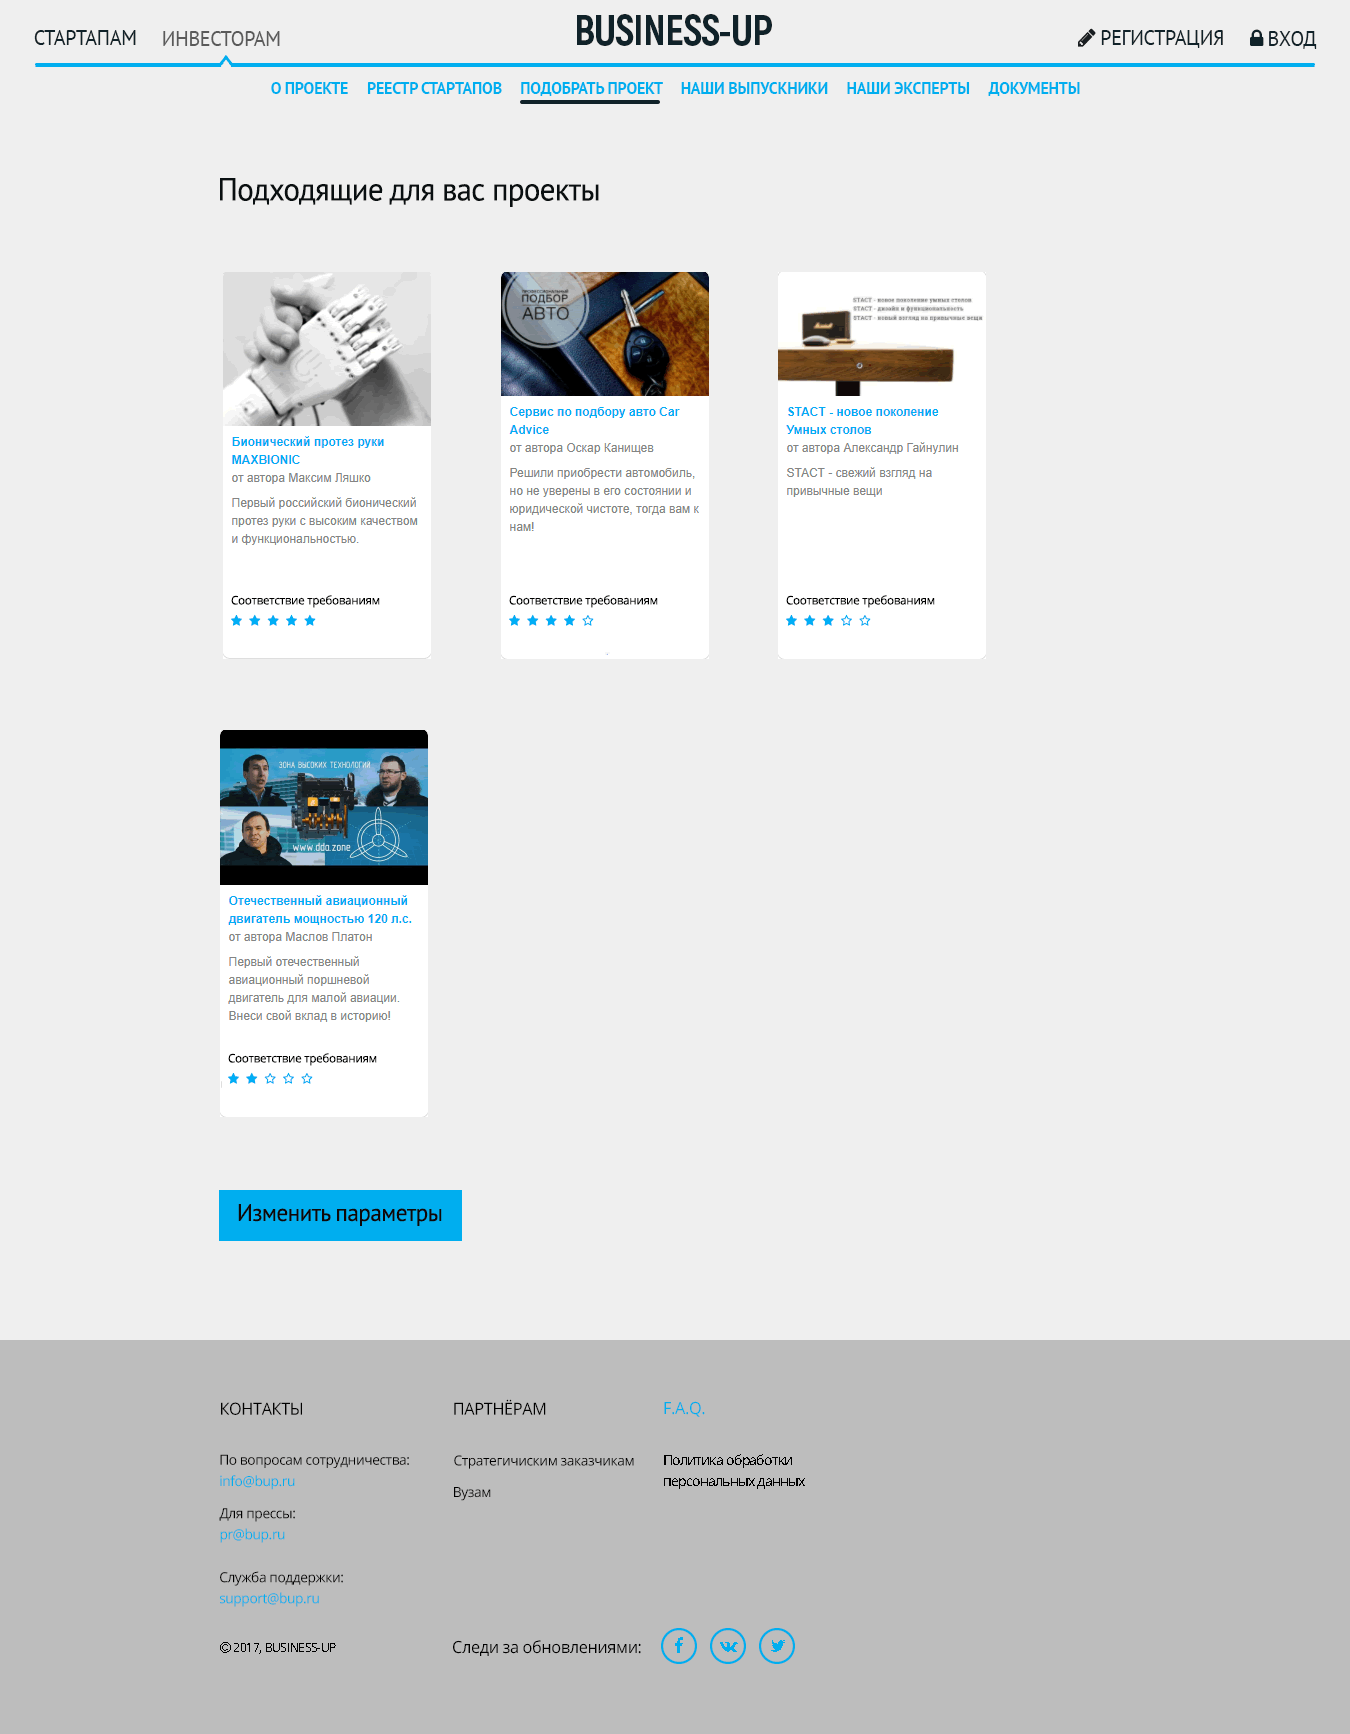 СТАРТАПАМ ИНВЕСТОРАМ BUSINESS-UP РЕГИСТРАЦИЯ ВХОД
О ПРОЕКТЕ РЕЕСТР СТАРТАПОВ ПОДОБРАТЬ ПРОЕКТ НАШИ ВЫПУСКНИКИ НАШИ ЭКСПЕРТЫ ДОКУМЕНТЫ
Подходящие для вас проекты
Бионический протез руки
MAXBIONIC
от автора Максим Ляшко
Первый российский бионический
протез руки с высоким качеством
и функциональностью.
Соответствие требованиям
ПРОФЕССИОНАЛЬНЫЙ
ПОДБОР
АВТО
Сервис по подбору авто Car
Advice
от автора Оскар Канищев
Решили приобрести автомобиль,
но не уверены в его состоянии и
юридической чистоте, тогда вам к
нам!
Соответствие требованиям
STACT - новое поколение умных столов
STACT - дизайн и функциональность
STACT - новый взгляд на привычные вещи
Marshall
STACT - новое поколение
Умных столов
от автора Александр Гайнулин
STACT - свежий взгляд на
привычные вещи
Соответствие требованиям
ЗОНА ВЫСОКИХ ТЕХНОЛОГИЙ
www.dda.zone
Отечественный авиационный
двигатель мощностью 120 л.с.
от автора Маслов Платон
Первый отечественный
авиационный поршневой
двигатель для малой авиации.
Внеси свой вклад в историю!
Соответствие требованиям
Изменить параметры
КОНТАКТЫ
По вопросам сотрудничества:
info@bup.ru
Для прессы:
pr@bup.ru
Служба поддержки:
support@bup.ru
© 2017, BUSINESS-UP
ПАРТНЁРАМ
Стратегичиским заказчикам
Вузам
F.A.Q.
Политика обработки
персональных данных
Следи за обновлениями: